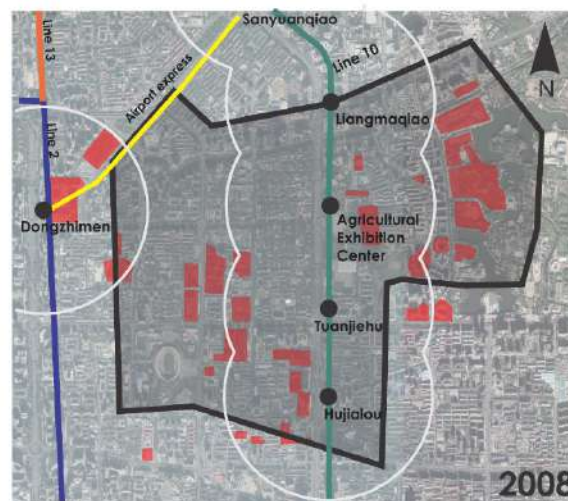 Sanyuanqiao
Line 13
Line 10
Airport express
N
Liangmaqiao
Line 2
Dongzhimen
Agricultural
Exhibition
Center
Tuanjiehu
Hujialou
2008